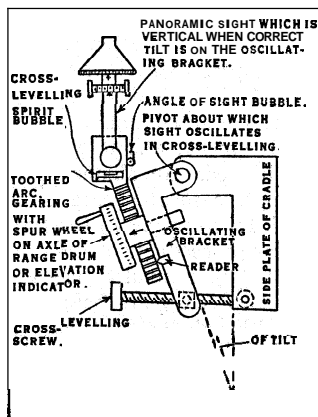 PANORAMIC SIGHT WHICH IS
VERTICAL WHEN CORRECT
TILT IS ON THE OSCILLAT-
ING BRACKET.
CROSS-
LEVELLING
SPIRIT
BUBBLE.
ANGLE OF SIGHT BUBBLE.
PIVOT ABOUT WHICH
SIGHT OSCILLATES
IN CROSS-LEVELLING.
TOOTHED
ARC
GEARING
WITH
SPUR WHEEL
ON AXLE OF
RANGE DRUM
OR ELEVATION
INDICATOR.
OSCILLATING
BRACKET
READER
SIDE PLATE OF CRADLE
LEVELLING
CROSS-
SCREW.
OF TILT